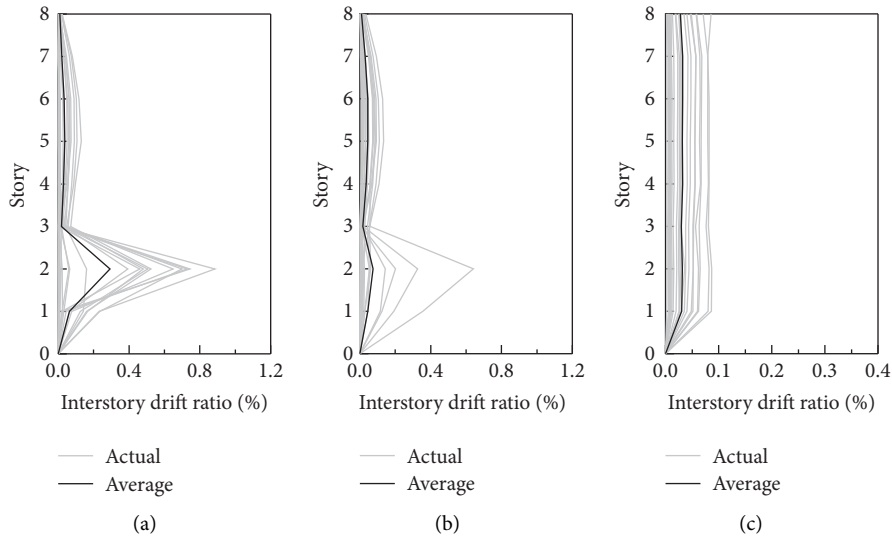 8
7
6
5
4
3
2
1
0
Story
0.0 0.4 0.8 1.2
Interstory drift ratio (%)
Actual
Average
(a)
8
7
6
5
4
3
2
1
0
Story
0.0 0.4 0.8 1.2
Interstory drift ratio (%)
Actual
Average
(b)
8
7
6
5
4
3
2
1
0
Story
0.0 0.1 0.2 0.3 0.4
Interstory drift ratio (%)
Actual
Average
(c)